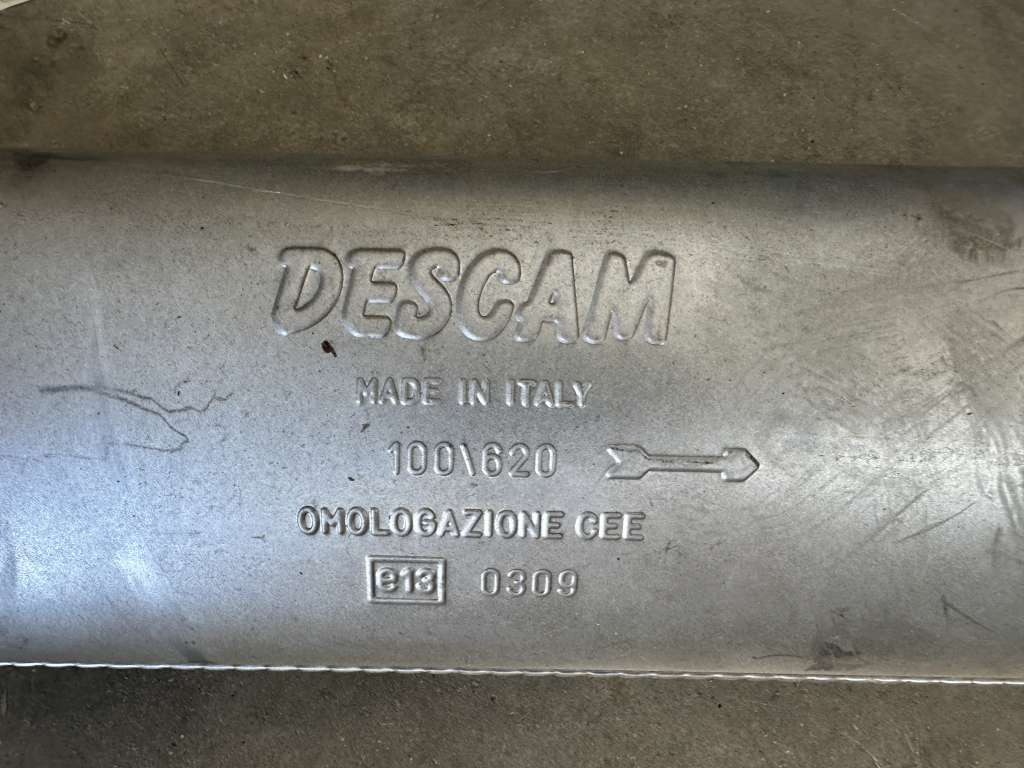 DESCAM
MADE IN ITALY
100\620
OMOLOGAZIONE CEE
e13 0309